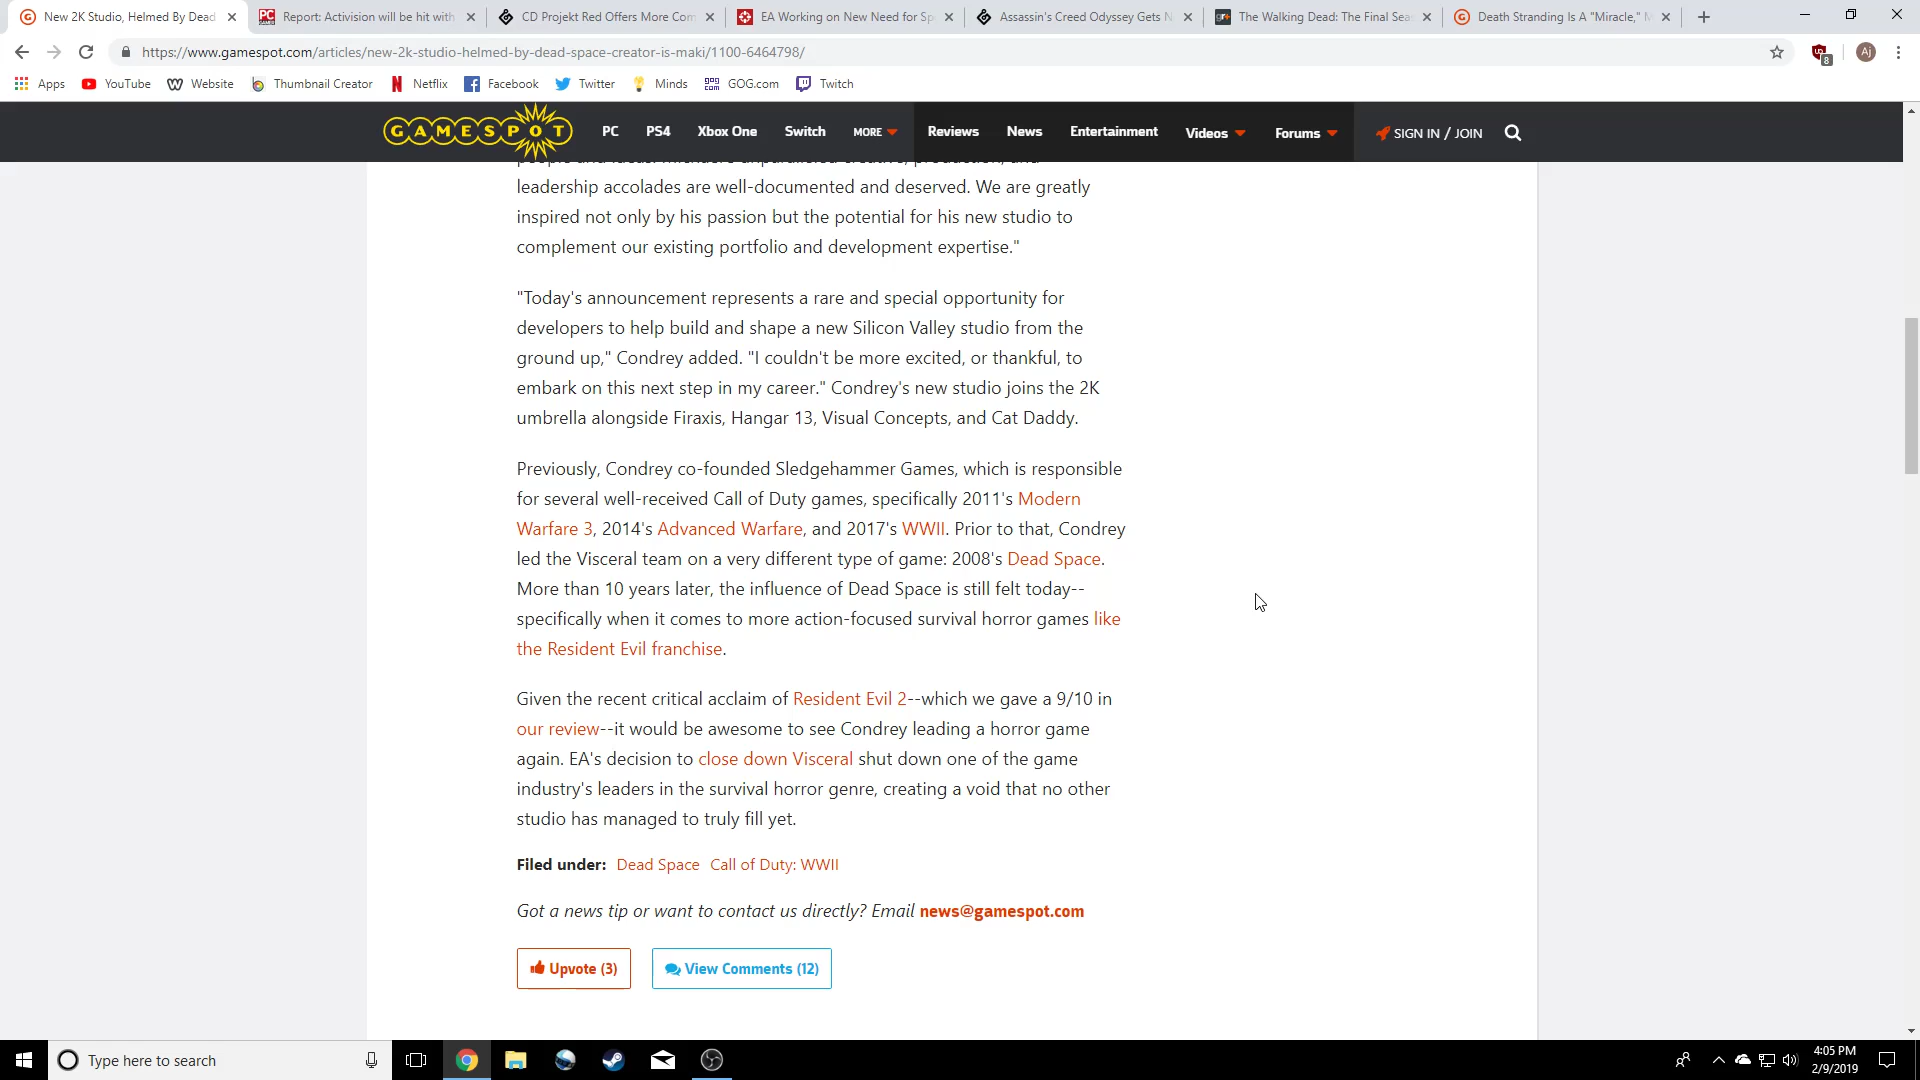 New 2K Studio, Helmed By Dead
Report: Activision will be hit with
CD Projekt Red Offers More Com
EA Working on New Need for Sp
Assassin's Creed Odyssey Gets N
The Walking Dead: The Final Sea
Death Stranding Is A "Miracle," M
https://www.gamespot.com/articles/new-2k-studio-helmed-by-dead-space-creator-is-maki/1100-6464798/
8
Aj
Apps
YouTube
Website
Thumbnail Creator
Netflix
Facebook
Twitter
Minds
GOG.com
Twitch
GAMESPOT
PC
PS4
Xbox One
Switch
MORE
Reviews
News
Entertainment
Videos
Forums
SIGN IN / JOIN
leadership accolades are well-documented and deserved. We are greatly
inspired not only by his passion but the potential for his new studio to
complement our existing portfolio and development expertise."
"Today's announcement represents a rare and special opportunity for
developers to help build and shape a new Silicon Valley studio from the
ground up," Condrey added. "I couldn't be more excited, or thankful, to
embark on this next step in my career." Condrey's new studio joins the 2K
umbrella alongside Firaxis, Hangar 13, Visual Concepts, and Cat Daddy.
Previously, Condrey co-founded Sledgehammer Games, which is responsible
for several well-received Call of Duty games, specifically 2011's Modern
Warfare 3, 2014's Advanced Warfare, and 2017's WWII. Prior to that, Condrey
led the Visceral team on a very different type of game: 2008's Dead Space.
More than 10 years later, the influence of Dead Space is still felt today--
specifically when it comes to more action-focused survival horror games like
the Resident Evil franchise.
Given the recent critical acclaim of Resident Evil 2--which we gave a 9/10 in
our review--it would be awesome to see Condrey leading a horror game
again. EA's decision to close down Visceral shut down one of the game
industry's leaders in the survival horror genre, creating a void that no other
studio has managed to truly fill yet.
Filed under: Dead Space Call of Duty: WWII
Got a news tip or want to contact us directly? Email news@gamespot.com
Upvote (3)
View Comments (12)
Type here to search
4:05 PM
2/9/2019